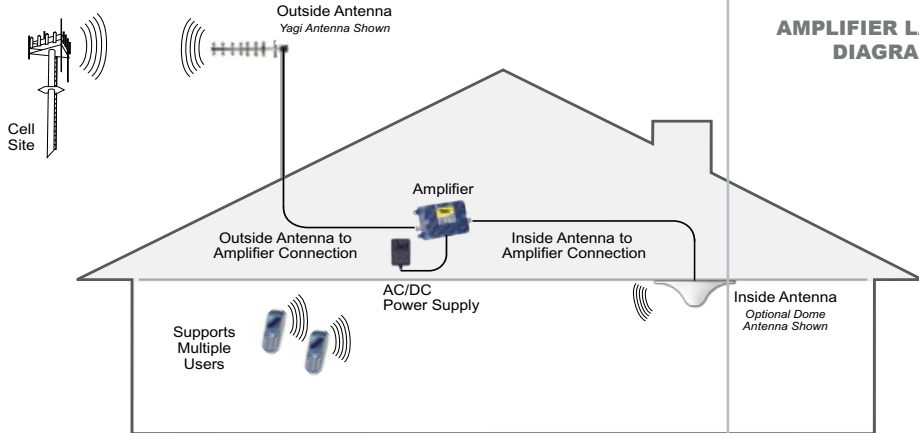 Outside Antenna
Yagi Antenna Shown
AMPLIFIER
DIAGRA
Cell
Site
Amplifier
Outside Antenna to
Amplifier Connection
Inside Antenna to
Amplifier Connection
AC/DC
Power Supply
Inside Antenna
Optional Dome
Antenna Shown
Supports
Multiple
Users